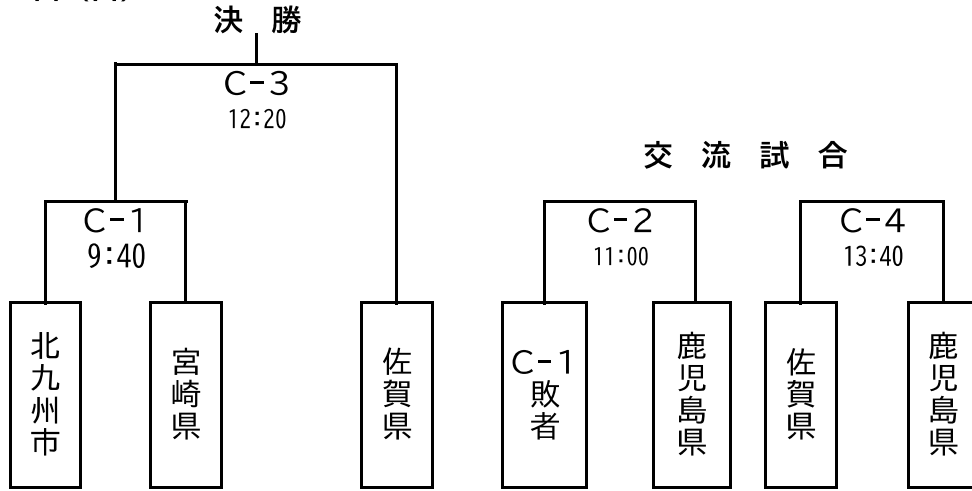 決 勝
C-3
12:20
交 流 試 合
C-1
9:40
C-2
11:00
C-4
13:40
北九州市
宮崎県
佐賀県
C-1
敗者
鹿児島県
佐賀県
鹿児島県